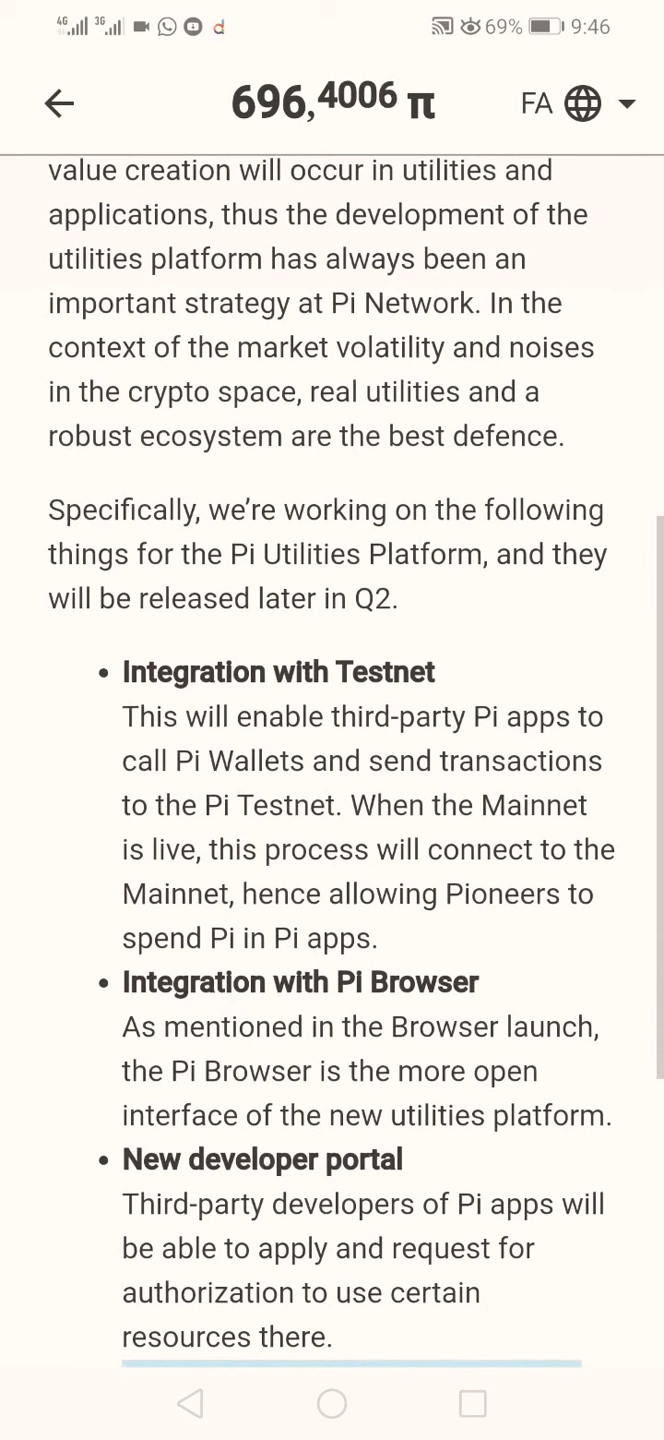 4G 3G 69% 9:46
696,4006 π FA
value creation will occur in utilities and
applications, thus the development of the
utilities platform has always been an
important strategy at Pi Network. In the
context of the market volatility and noises
in the crypto space, real utilities and a
robust ecosystem are the best defence.
Specifically, we’re working on the following
things for the Pi Utilities Platform, and they
will be released later in Q2.
• Integration with Testnet
This will enable third-party Pi apps to
call Pi Wallets and send transactions
to the Pi Testnet. When the Mainnet
is live, this process will connect to the
Mainnet, hence allowing Pioneers to
spend Pi in Pi apps.
• Integration with Pi Browser
As mentioned in the Browser launch,
the Pi Browser is the more open
interface of the new utilities platform.
• New developer portal
Third-party developers of Pi apps will
be able to apply and request for
authorization to use certain
resources there.